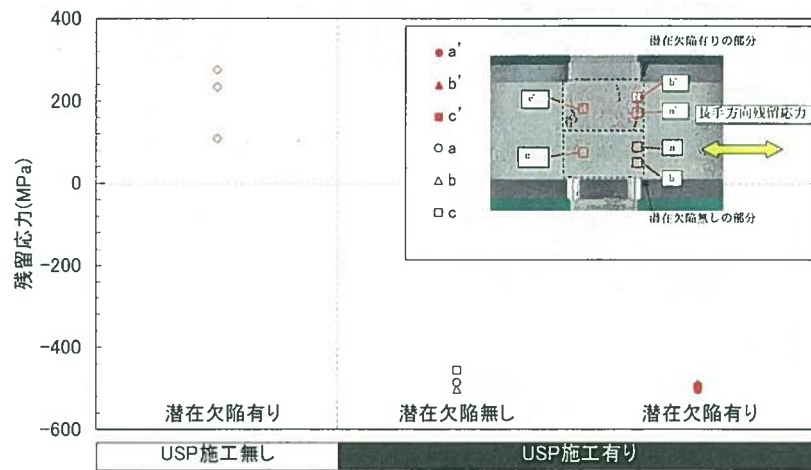 残留応力(MPa)
400
200
0
−200
−400
−600
a'
b'
c'
a
b
c
潜在欠陥有りの部分
b'
c'
a'
長手方向残留応力
a
c
b
潜在欠陥無しの部分
潜在欠陥有り
潜在欠陥無し
潜在欠陥有り
USP施工無し
USP施工有り